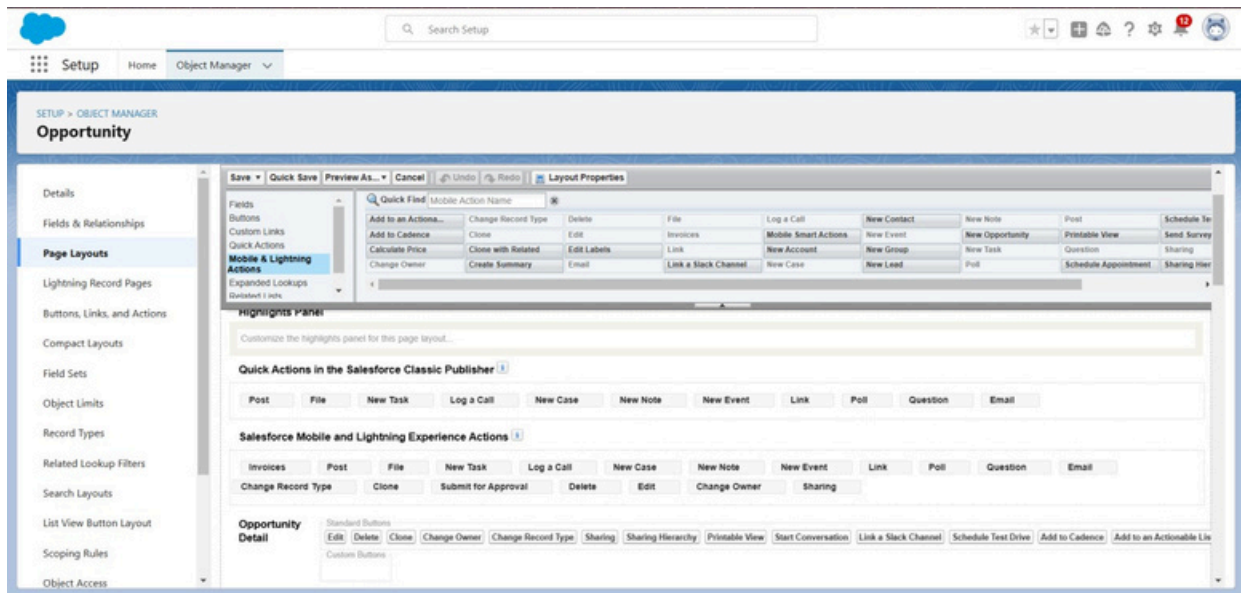 Search Setup
12
Setup Home Object Manager
SETUP > OBJECT MANAGER
Opportunity
Details
Fields & Relationships
Page Layouts
Lightning Record Pages
Buttons, Links, and Actions
Compact Layouts
Field Sets
Object Limits
Record Types
Related Lookup Filters
Search Layouts
List View Button Layout
Scoping Rules
Object Access
Save Quick Save Preview As... Cancel Undo Redo Layout Properties
Fields
Buttons
Custom Links
Quick Actions
Mobile & Lightning
Actions
Expanded Lookups
Related Lists
Quick Find Mobile Action Name
Add to an Actiona... Change Record Type Delete File Log a Call New Contact New Note Post Schedule Te
Add to Cadence Clone Edit Invoices Mobile Smart Actions New Event New Opportunity Printable View Send Survey
Calculate Price Clone with Related Edit Labels Link New Account New Group New Task Question Sharing
Change Owner Create Summary Email Link a Slack Channel New Case New Lead Poll Schedule Appointment Sharing Hier
Highlights Panel
Customize the highlights panel for this page layout...
Quick Actions in the Salesforce Classic Publisher i
Post File New Task Log a Call New Case New Note New Event Link Poll Question Email
Salesforce Mobile and Lightning Experience Actions i
Invoices Post File New Task Log a Call New Case New Note New Event Link Poll Question Email
Change Record Type Clone Submit for Approval Delete Edit Change Owner Sharing
Opportunity
Detail
Standard Buttons
Edit Delete Clone Change Owner Change Record Type Sharing Sharing Hierarchy Printable View Start Conversation Link a Slack Channel Schedule Test Drive Add to Cadence Add to an Actionable Lis
Custom Buttons